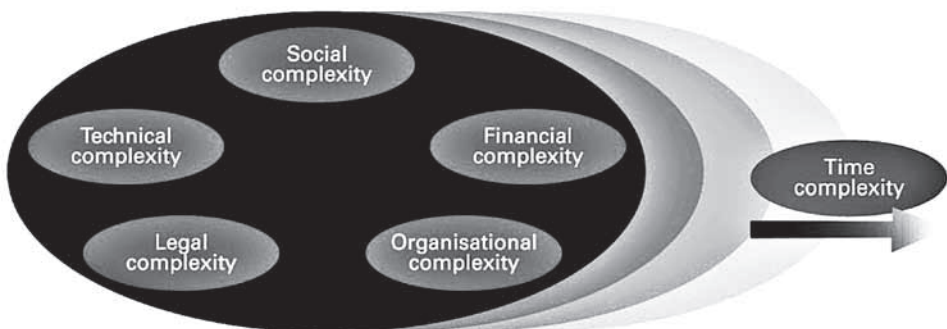 Social
complexity
Technical
complexity
Financial
complexity
Time
complexity
Legal
complexity
Organisational
complexity